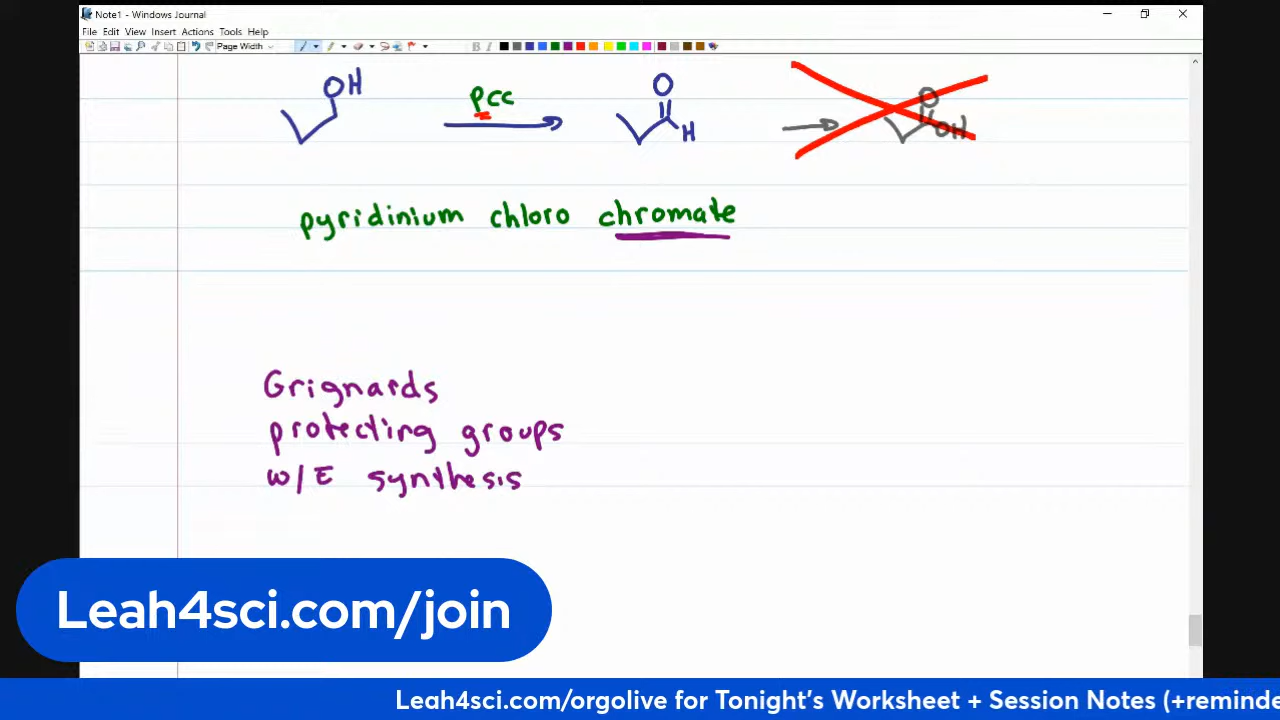 Note1 - Windows Journal
File Edit View Insert Actions Tools Help
Page Width
B I
OH
PCC
O
H
O
OH
pyridinium chloro chromate
Grignards
protecting groups
w/E synthesis
Leah4sci.com/join
Leah4sci.com/orgolive for Tonight's Worksheet + Session Notes (+reminde